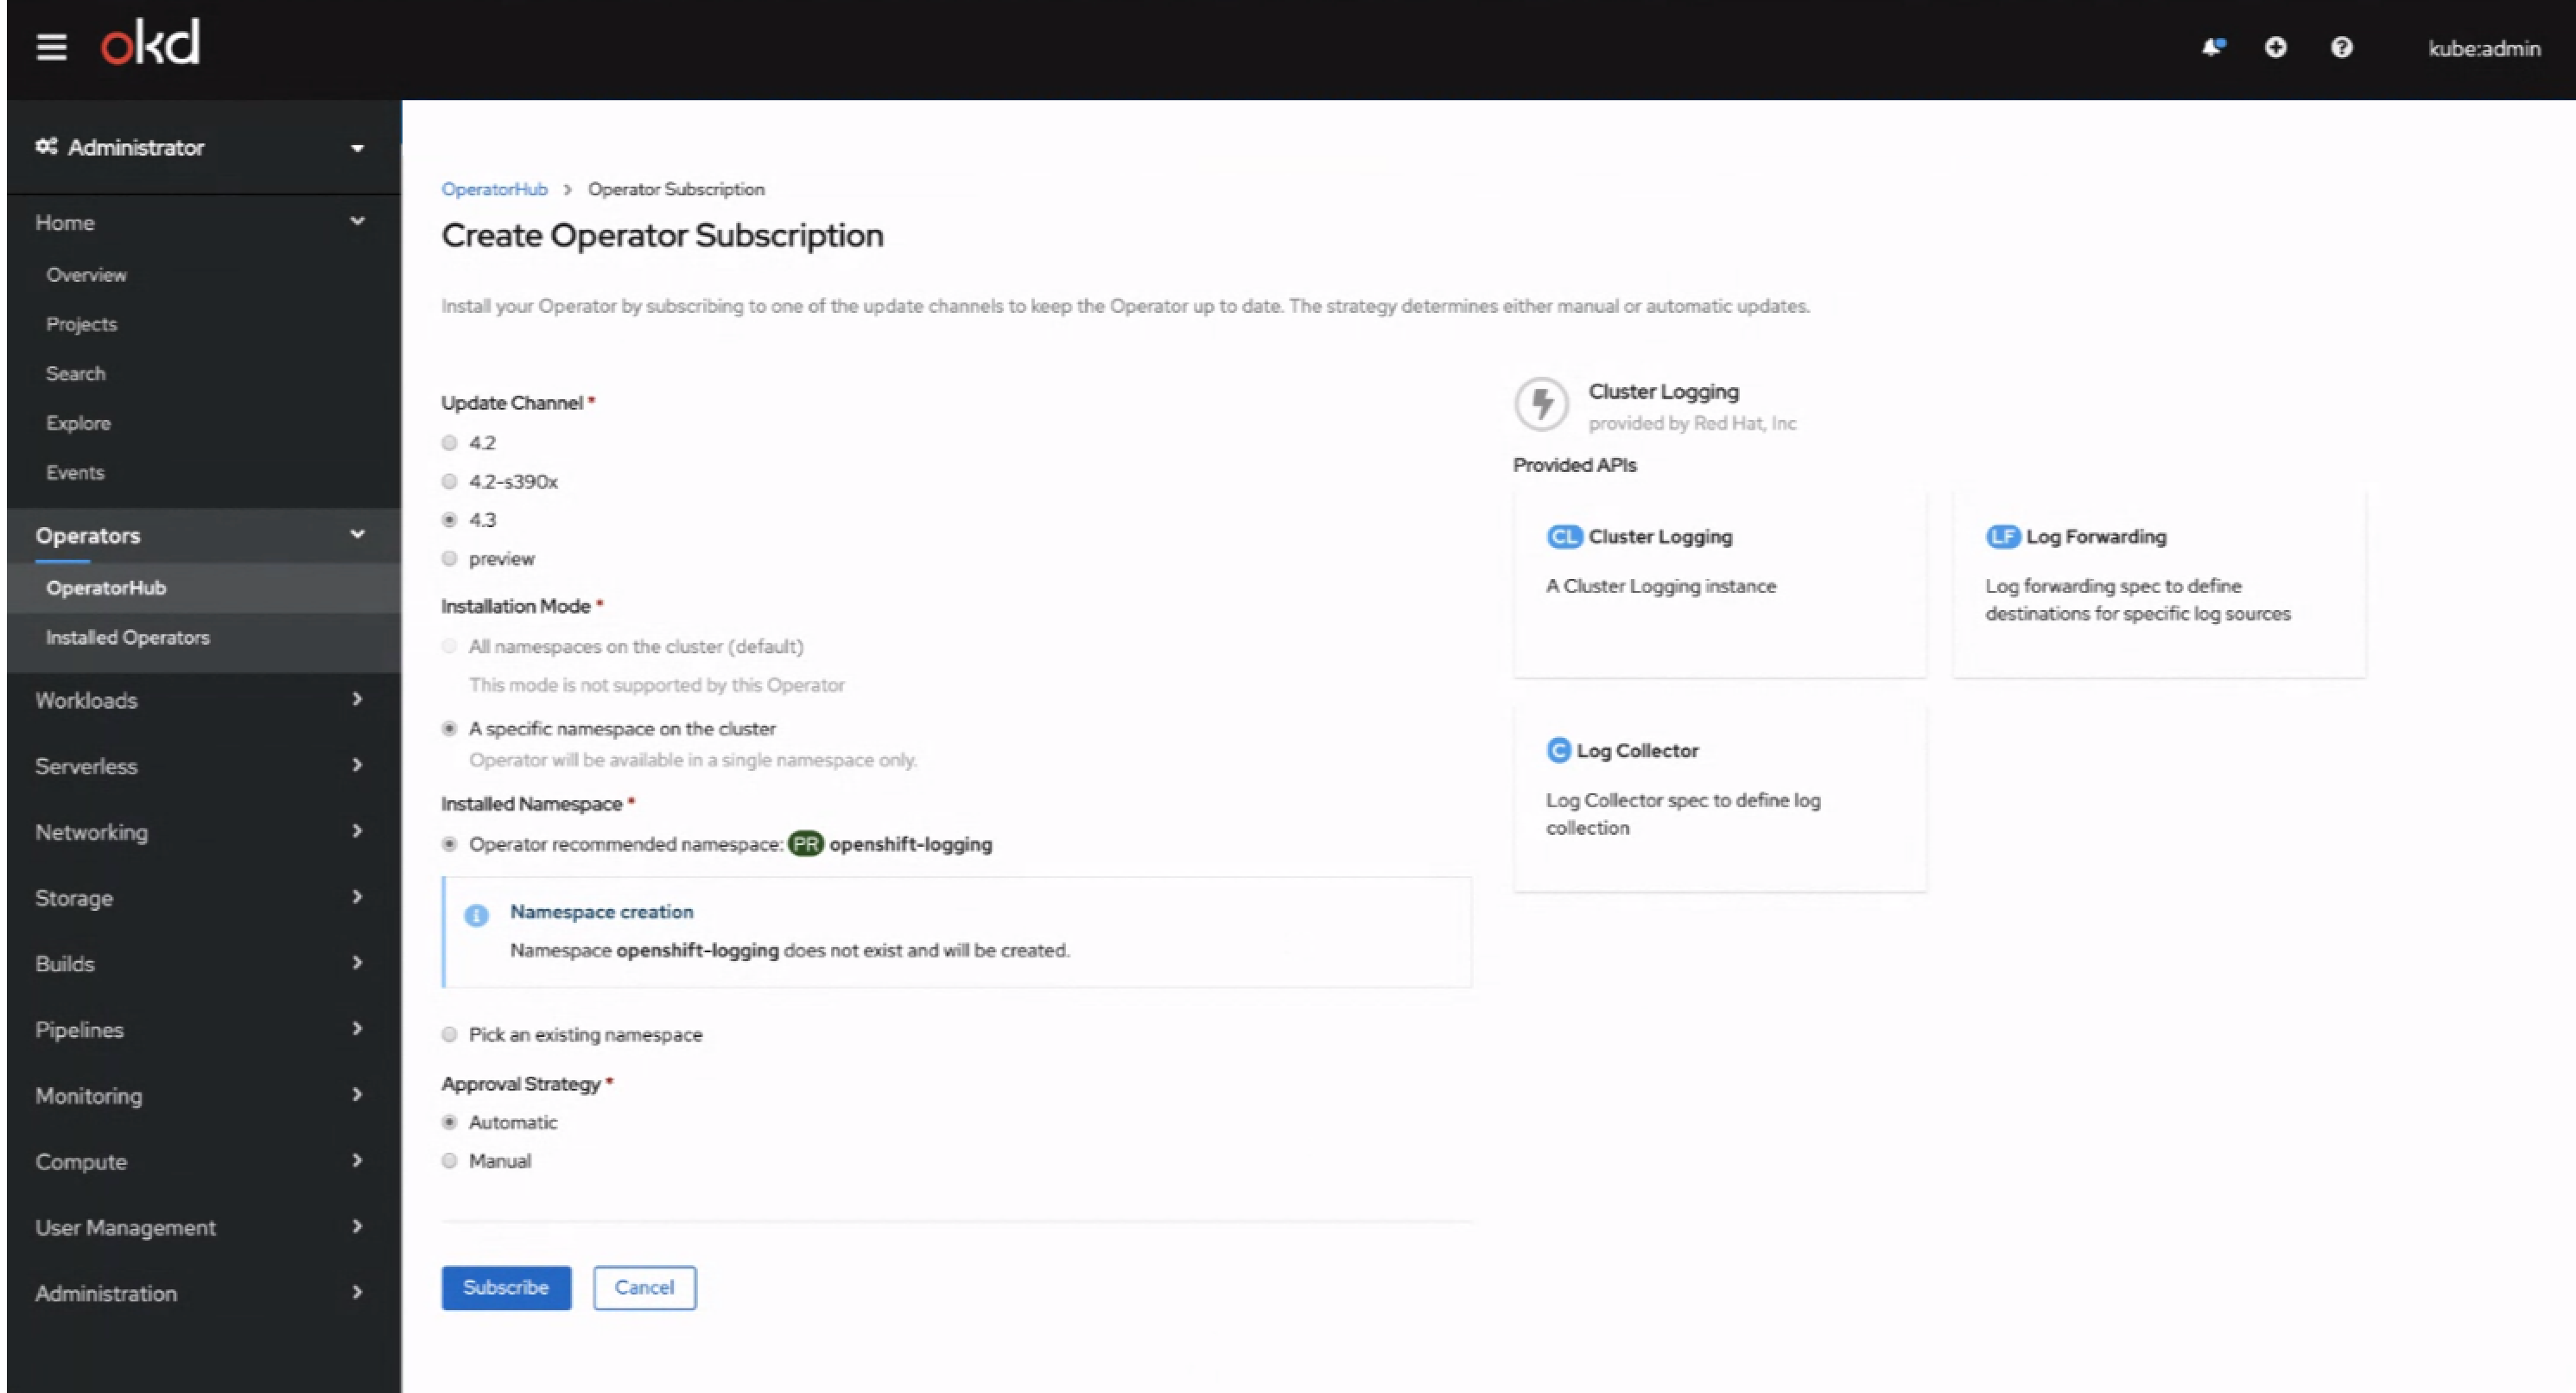 okd
kube:admin
Administrator
Home
Overview
Projects
Search
Explore
Events
Operators
OperatorHub
Installed Operators
Workloads
Serverless
Networking
Storage
Builds
Pipelines
Monitoring
Compute
User Management
Administration
OperatorHub > Operator Subscription
Create Operator Subscription
Install your Operator by subscribing to one of the update channels to keep the Operator up to date. The strategy determines either manual or automatic updates.
Update Channel *
4.2
4.2-s390x
4.3
preview
Installation Mode *
All namespaces on the cluster (default)
This mode is not supported by this Operator
A specific namespace on the cluster
Operator will be available in a single namespace only.
Installed Namespace *
Operator recommended namespace: PR openshift-logging
Namespace creation
Namespace openshift-logging does not exist and will be created.
Pick an existing namespace
Approval Strategy *
Automatic
Manual
Subscribe
Cancel
Cluster Logging
provided by Red Hat, Inc
Provided APIs
CL Cluster Logging
A Cluster Logging instance
LF Log Forwarding
Log forwarding spec to define
destinations for specific log sources
C Log Collector
Log Collector spec to define log
collection